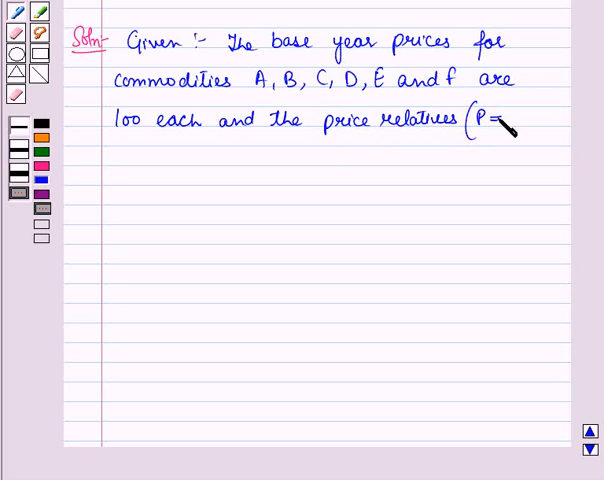 Soln- Given :- The base year prices for
commodities A, B, C, D, E and f are
100 each and the price relatives (P=